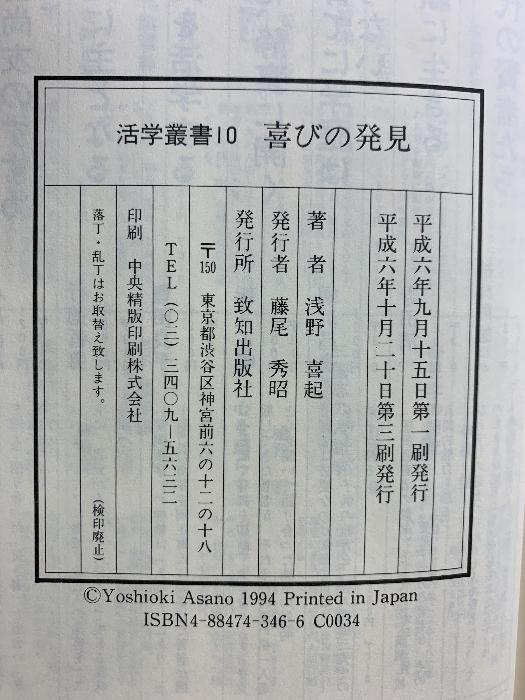 活学叢書10 喜びの発見
平成六年九月十五日第一刷発行
平成六年十月二十日第三刷発行
著者 浅野喜起
発行者 藤尾秀昭
発行所 致知出版社
〒150 東京都渋谷区神宮前六の十二の十八
TEL(〇三)三四〇九—五六三二
印刷 中央精版印刷株式会社
落丁・乱丁はお取替え致します。 (検印廃止)
©Yoshioki Asano 1994 Printed in Japan
ISBN4-88474-346-6 C0034